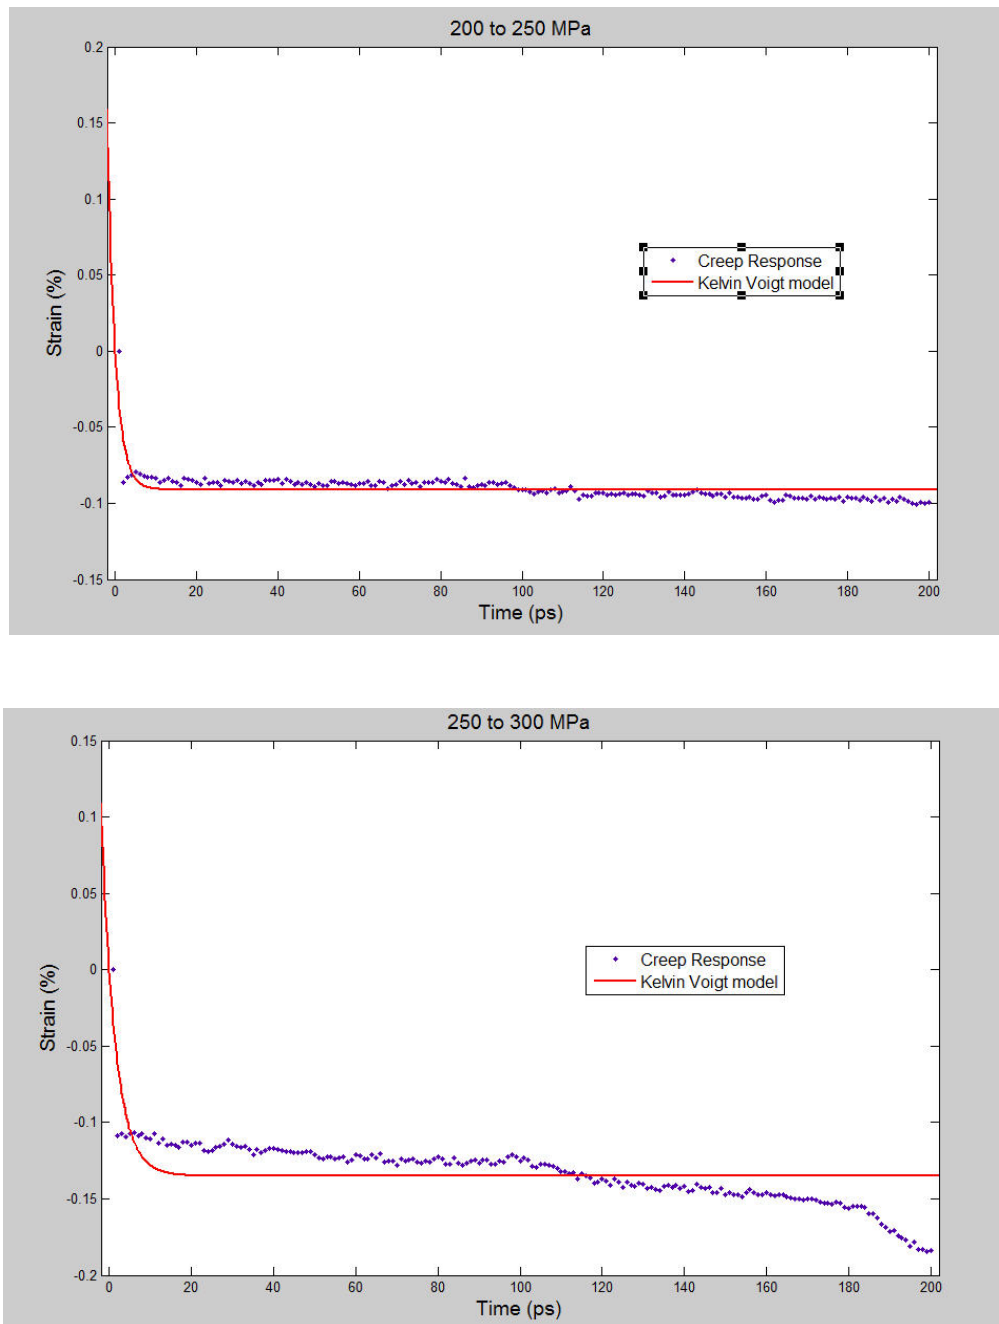 200 to 250 MPa
0.2
0.15
0.1
0.05
0
-0.05
-0.1
-0.15
Strain (%)
Creep Response
Kelvin Voigt model
0 20 40 60 80 100 120 140 160 180 200
Time (ps)
250 to 300 MPa
0.15
0.1
0.05
0
-0.05
-0.1
-0.15
-0.2
Strain (%)
Creep Response
Kelvin Voigt model
0 20 40 60 80 100 120 140 160 180 200
Time (ps)